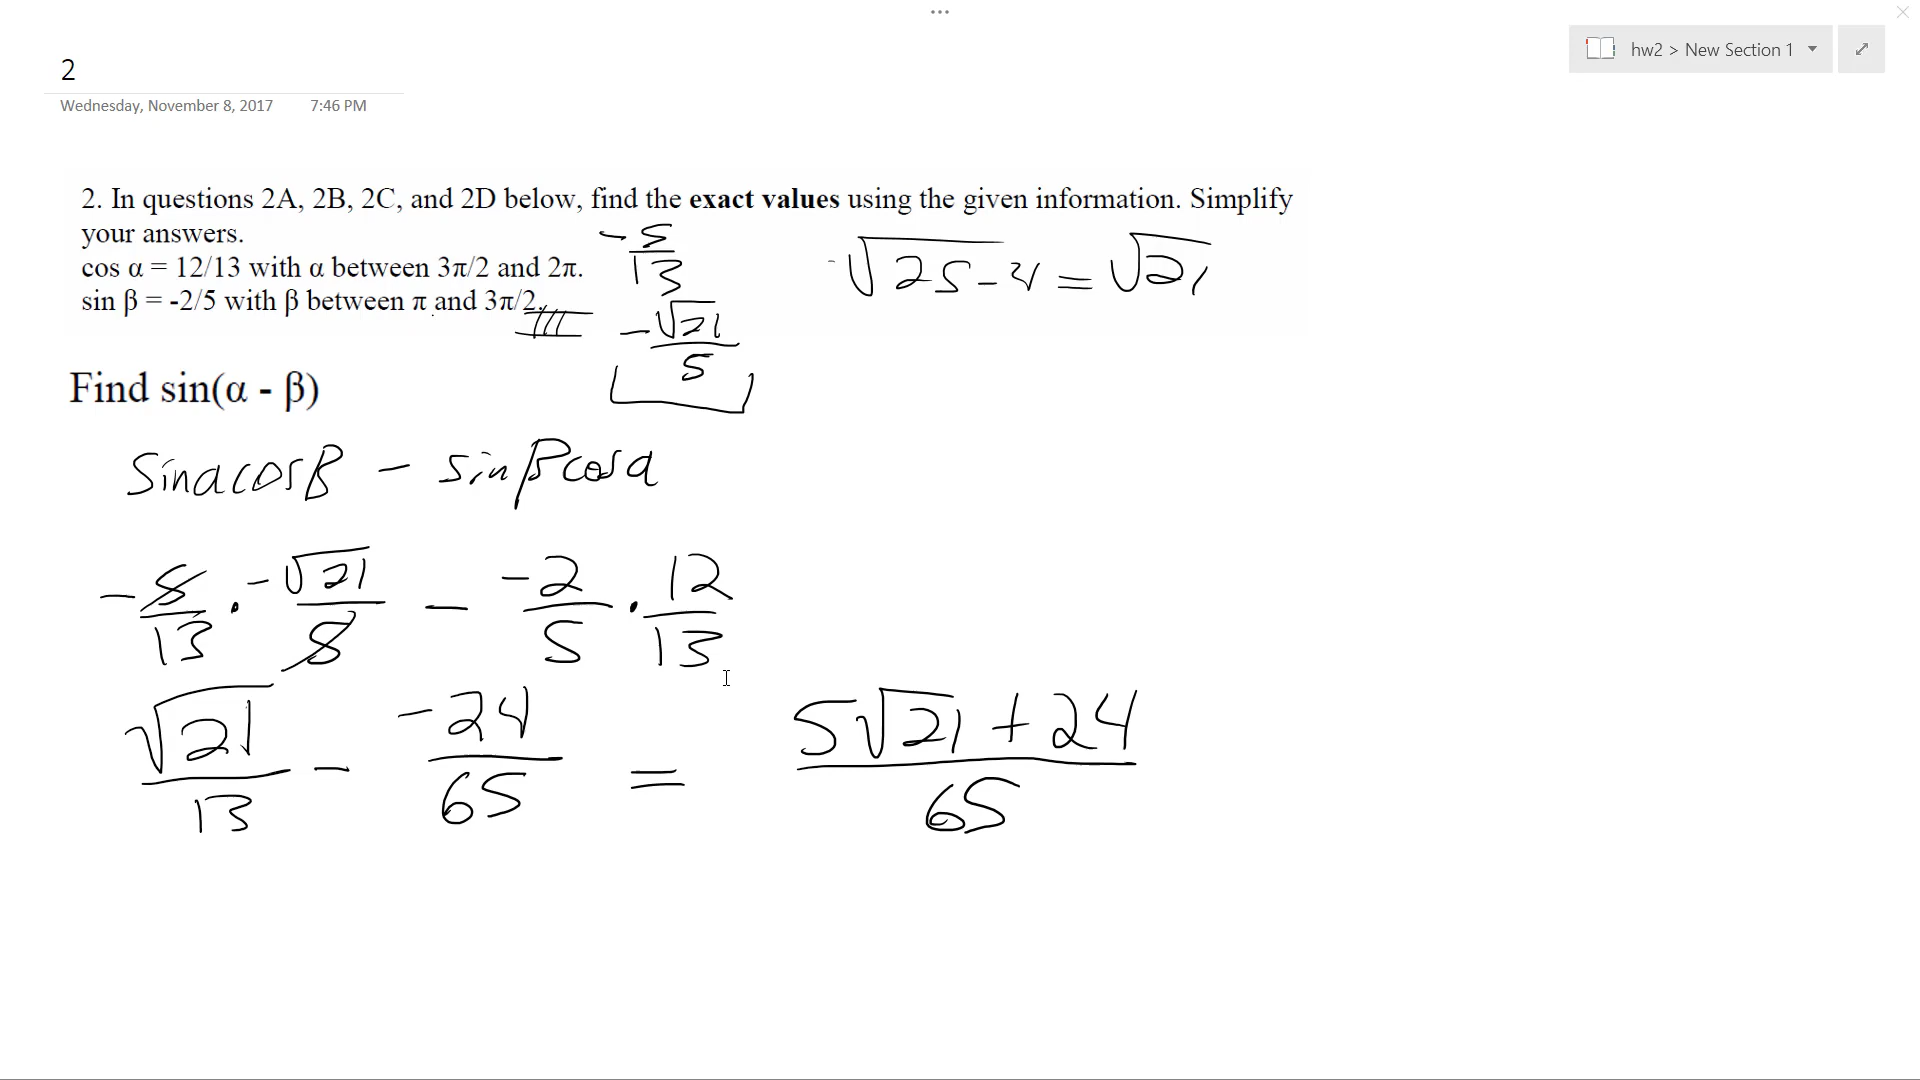 ...
hw2 > New Section 1
2
Wednesday, November 8, 2017 7:46 PM
2. In questions 2A, 2B, 2C, and 2D below, find the exact values using the given information. Simplify
your answers.
cos α = 12/13 with α between 3π/2 and 2π.
sin β = -2/5 with β between π and 3π/2.
III
-5/13
-√21/5
√25-4 = √21
Find sin(α - β)
sinαcosβ - sinβcosα
-5/13 · -√21/5 - -2/5 · 12/13
√21/13 - -24/65 = 5√21+24/65